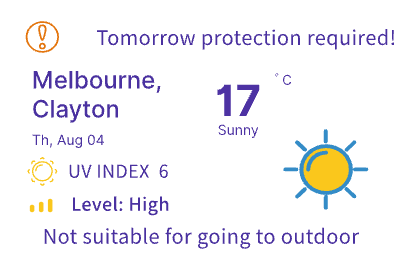 Tomorrow protection required!
Melbourne,
Clayton
17 °C
Sunny
Th, Aug 04
UV INDEX 6
Level: High
Not suitable for going to outdoor